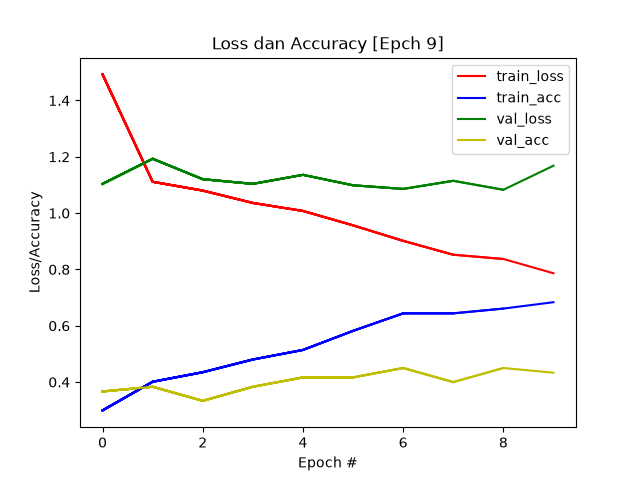 Loss dan Accuracy [Epch 9]
train_loss
train_acc
val_loss
val_acc
1.4
1.2
1.0
0.8
0.6
0.4
Loss/Accuracy
0
2
4
6
8
Epoch #